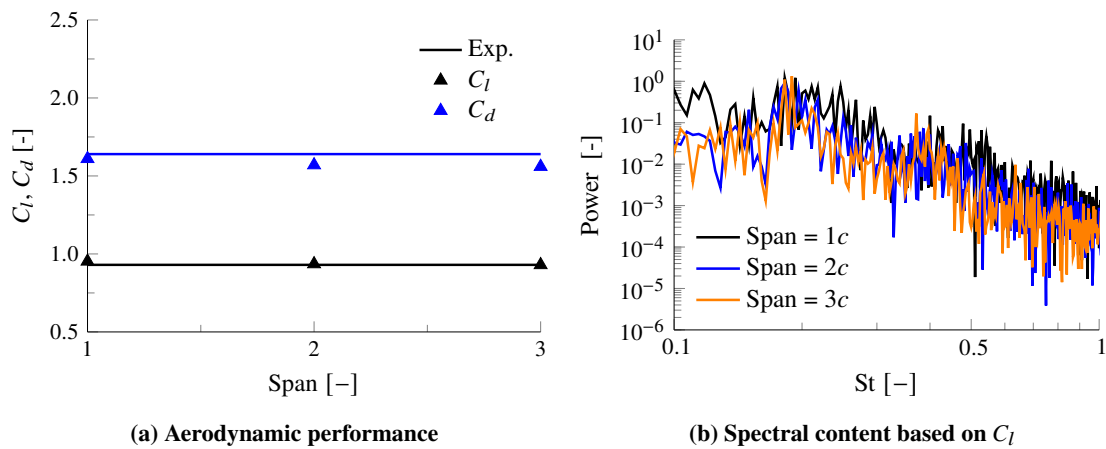 2.5
2.0
1.5
1.0
0.5
C_l, C_d [-]
1
2
3
Span [-]
Exp.
C_l
C_d
(a) Aerodynamic performance
10^1
10^0
10^-1
10^-2
10^-3
10^-4
10^-5
10^-6
Power [-]
Span = 1c
Span = 2c
Span = 3c
0.1
0.5
1
St [-]
(b) Spectral content based on C_l